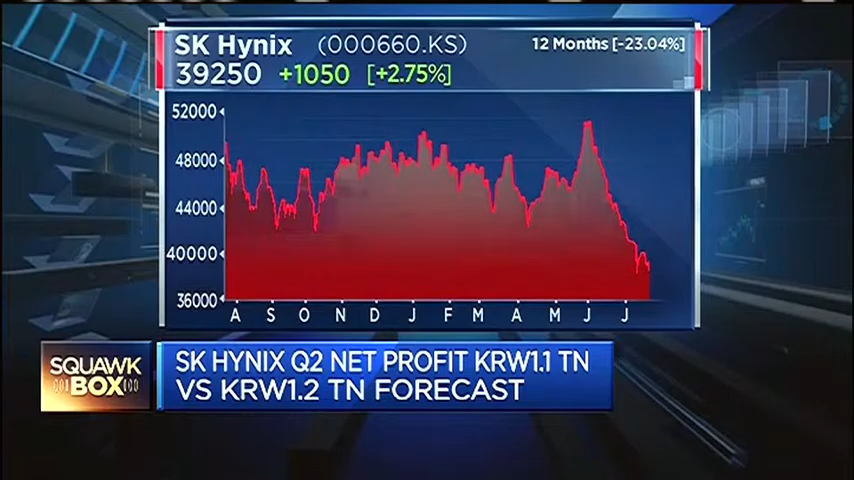 SK Hynix (000660.KS) 12 Months [-23.04%]
39250 +1050 [+2.75%]
52000
48000
44000
40000
36000
A S O N D J F M A M J J
SQUAWK
BOX
SK HYNIX Q2 NET PROFIT KRW1.1 TN
VS KRW1.2 TN FORECAST